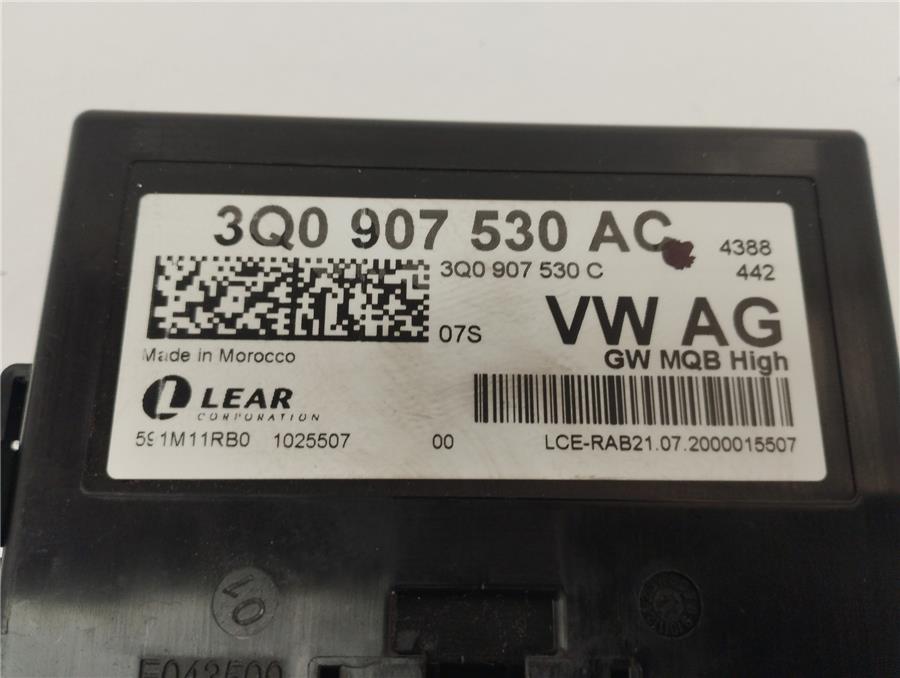 3Q0 907 530 AC
4388
3Q0 907 530 C
442
07S
VW AG
GW MQB High
Made in Morocco
LEAR
CORPORATION
591M11RB0 1025507 00 LCE-RAB21.07.2000015507
01